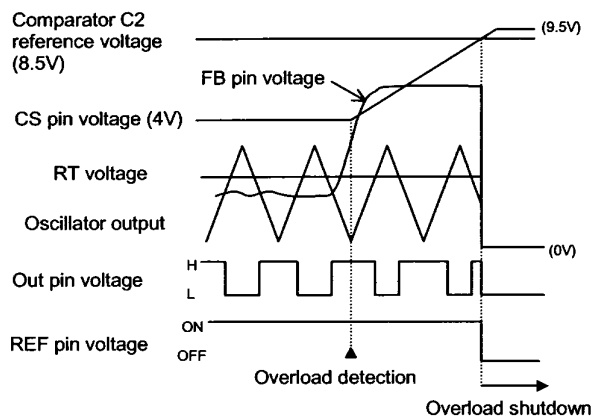 Comparator C2
reference voltage
(8.5V)
(9.5V)
FB pin voltage
CS pin voltage (4V)
RT voltage
Oscillator output
(0V)
Out pin voltage
H
L
REF pin voltage
ON
OFF
Overload detection
Overload shutdown